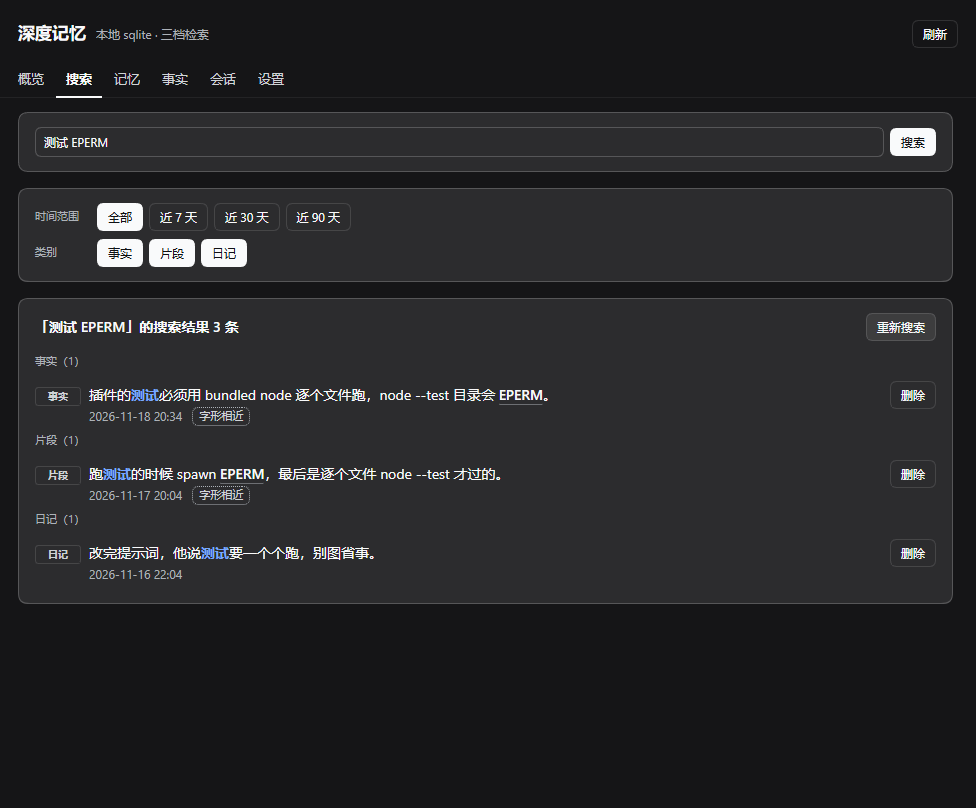 深度记忆 本地 sqlite · 三档检索 刷新
概览 搜索 记忆 事实 会话 设置
测试 EPERM 搜索
时间范围 全部 近 7 天 近 30 天 近 90 天
类别 事实 片段 日记
「测试 EPERM」的搜索结果 3 条 重新搜索
事实（1）
事实 插件的测试必须用 bundled node 逐个文件跑，node --test 目录会 EPERM。 删除
2026-11-18 20:34 字形相近
片段（1）
片段 跑测试的时候 spawn EPERM，最后是逐个文件 node --test 才过的。 删除
2026-11-17 20:04 字形相近
日记（1）
日记 改完提示词，他说测试要一个个跑，别图省事。 删除
2026-11-16 22:04